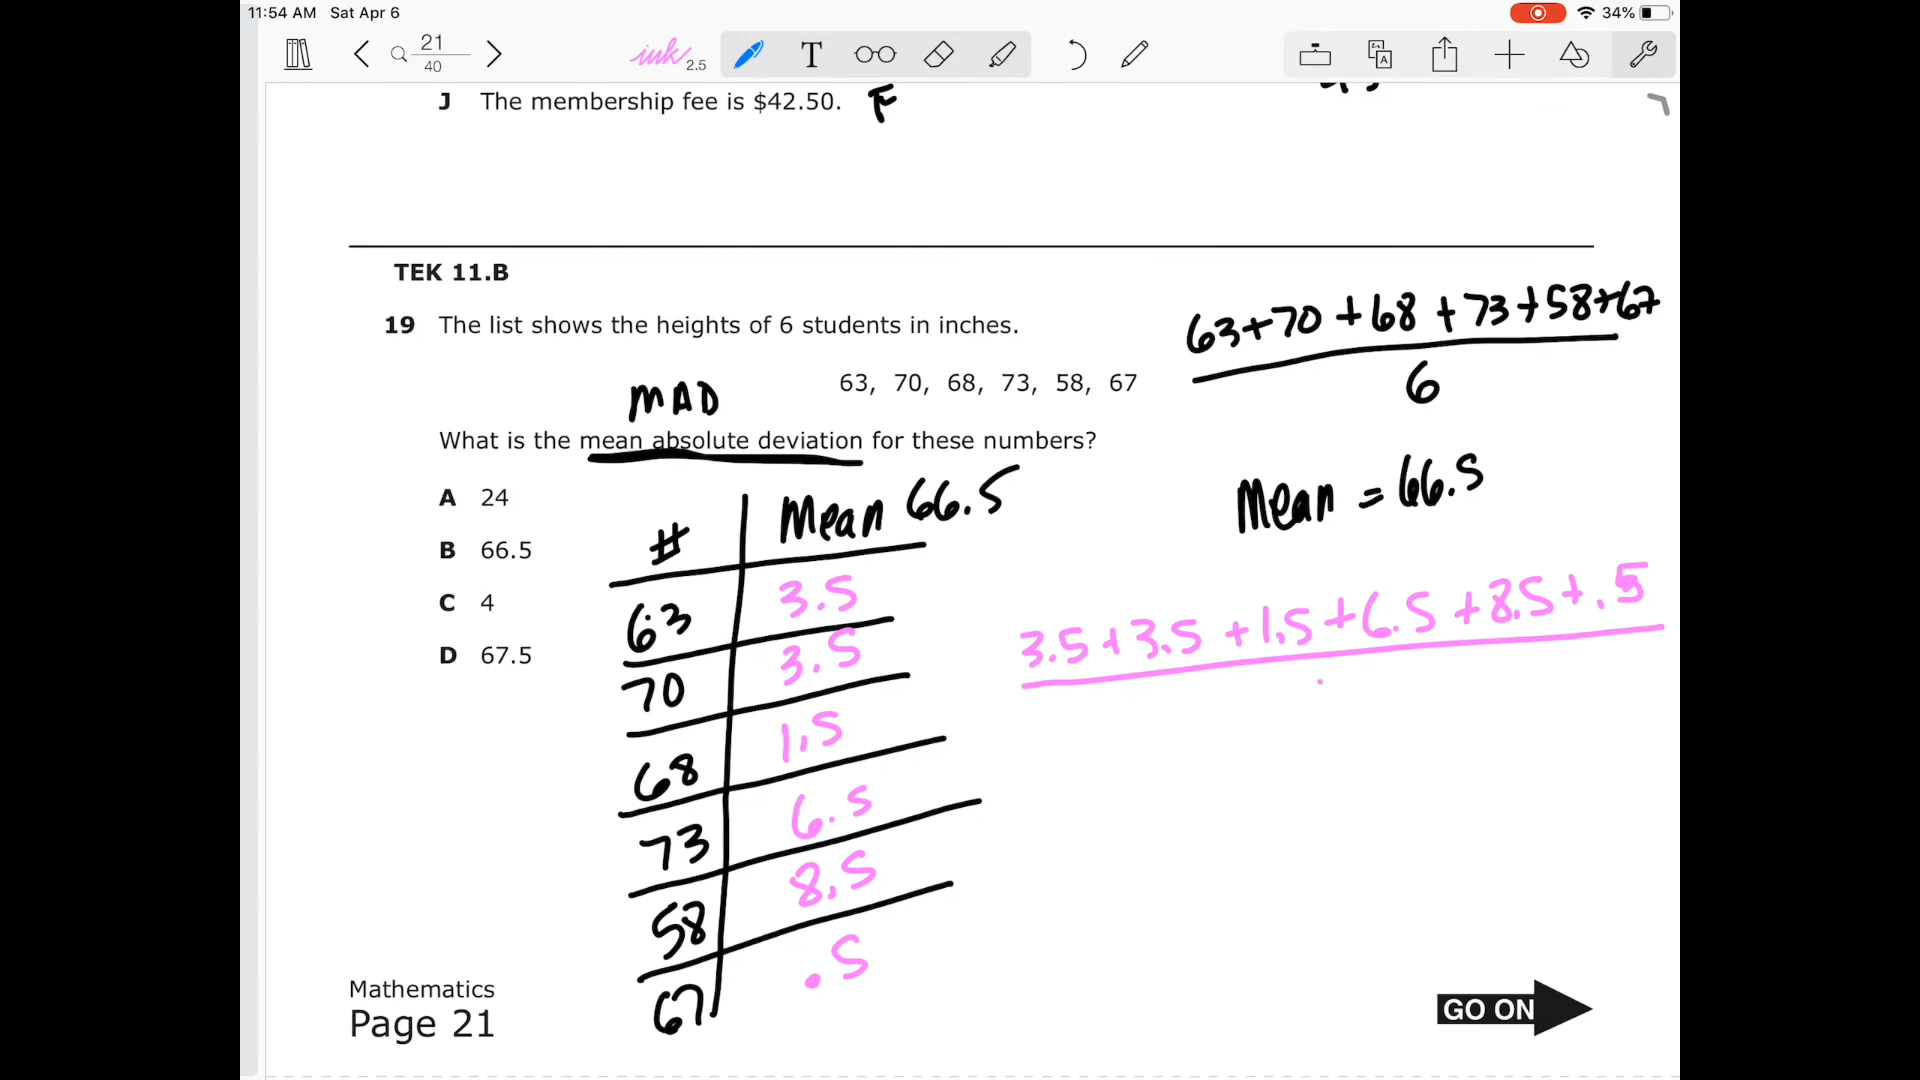 11:54 AM Sat Apr 6
34%
21
40
ink 2.5
T
A
J The membership fee is $42.50. F
TEK 11.B
19 The list shows the heights of 6 students in inches.
63, 70, 68, 73, 58, 67
MAD
What is the mean absolute deviation for these numbers?
A 24
B 66.5
C 4
D 67.5
# Mean 66.5
63 3.5
70 3.5
68 1.5
73 6.5
58 8.5
67 .5
63+70+68+73+58+67
6
Mean = 66.5
3.5+3.5+1.5+6.5+8.5+.5
Mathematics
Page 21
GO ON